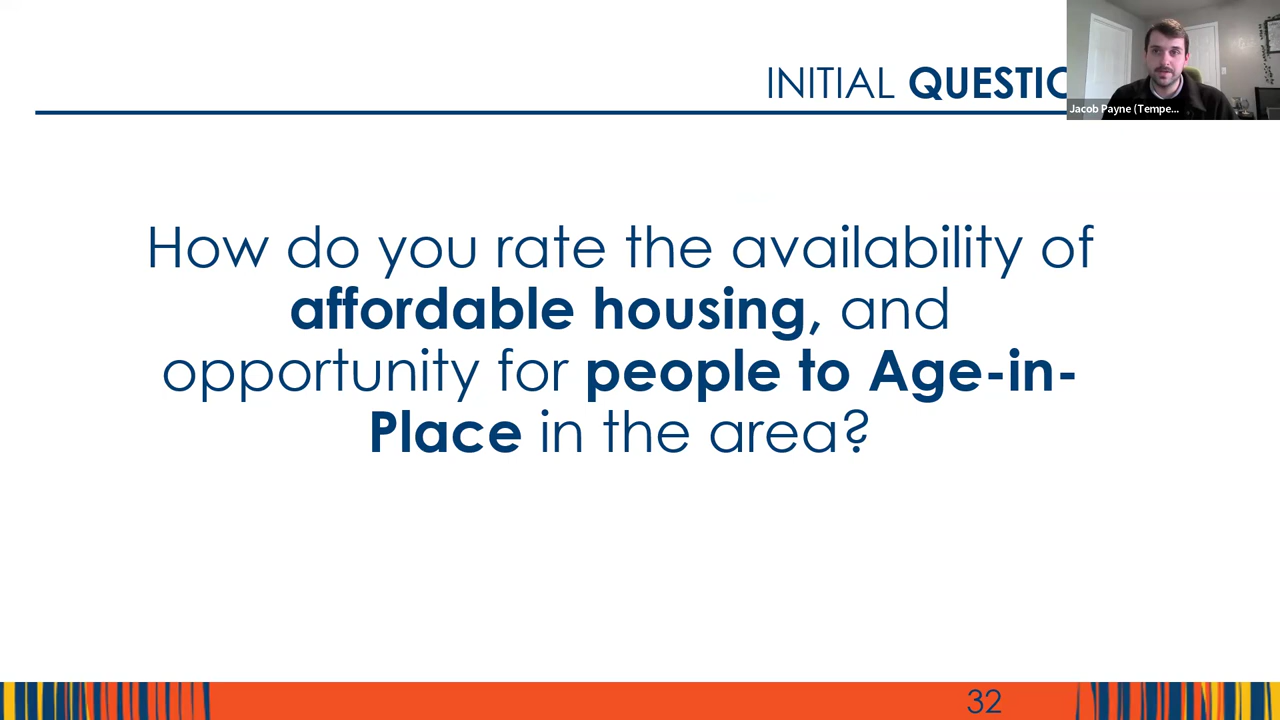 INITIAL QUESTIO
Jacob Payne (Tempe...
How do you rate the availability of
affordable housing, and
opportunity for people to Age-in-
Place in the area?
32